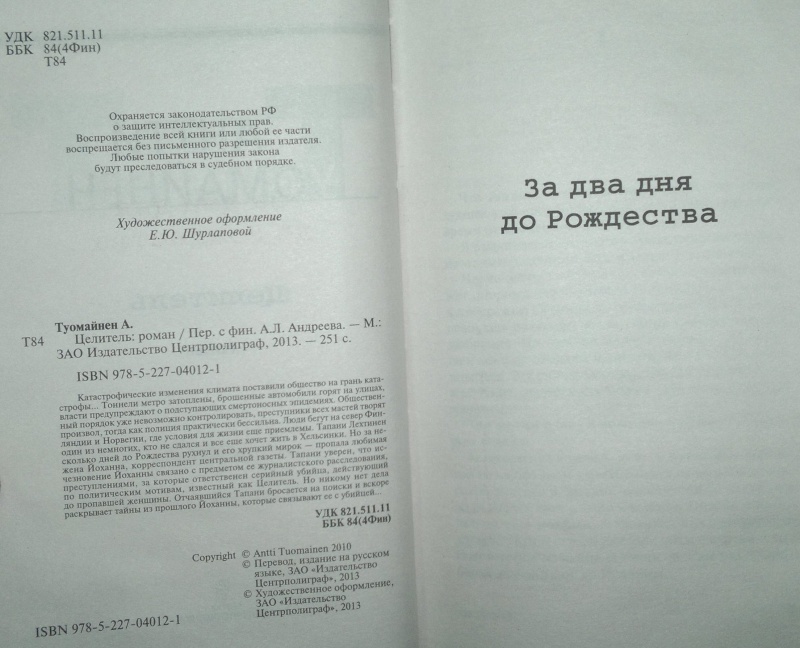 УДК 821.511.11
ББК 84(4Фин)
Т84
Охраняется законодательством РФ
о защите интеллектуальных прав.
Воспроизведение всей книги или любой ее части
воспрещается без письменного разрешения издателя.
Любые попытки нарушения закона
будут преследоваться в судебном порядке.
Художественное оформление
Е.Ю. Шурлаповой
Туомайнен А.
Т84 Целитель: роман / Пер. с фин. А.Л. Андреева. — М.:
ЗАО Издательство Центрполиграф, 2013. — 251 с.
ISBN 978-5-227-04012-1
Катастрофические изменения климата поставили общество на грань ката-
строфы... Тоннели метро затоплены, брошенные автомобили горят на улицах,
власти предупреждают о подступающих смертоносных эпидемиях. Обществен-
ный порядок уже невозможно контролировать, преступники всех мастей творят
произвол, тогда как полиция практически бессильна. Люди бегут на север Фин-
ляндии и Норвегии, где условия для жизни еще приемлемы. Тапани Лехтинен
один из немногих, кто не сдался и все еще хочет жить в Хельсинки. Но за не-
сколько дней до Рождества рухнул и его хрупкий мирок — пропала любимая
жена Йоханна, корреспондент центральной газеты. Тапани уверен, что ис-
чезновение Йоханны связано с предметом ее журналистского расследования,
преступлениями, за которые ответственен серийный убийца, действующий
по политическим мотивам, известный как Целитель. Но никому нет дела
до пропавшей женщины. Отчаявшийся Тапани бросается на поиски и вскоре
раскрывает тайны из прошлого Йоханны, которые связывают ее с убийцей...
УДК 821.511.11
ББК 84(4Фин)
Copyright © Antti Tuomainen 2010
© Перевод, издание на русском
языке, ЗАО «Издательство
Центрполиграф», 2013
© Художественное оформление,
ЗАО «Издательство
Центрполиграф», 2013
ISBN 978-5-227-04012-1
За два дня
до Рождества